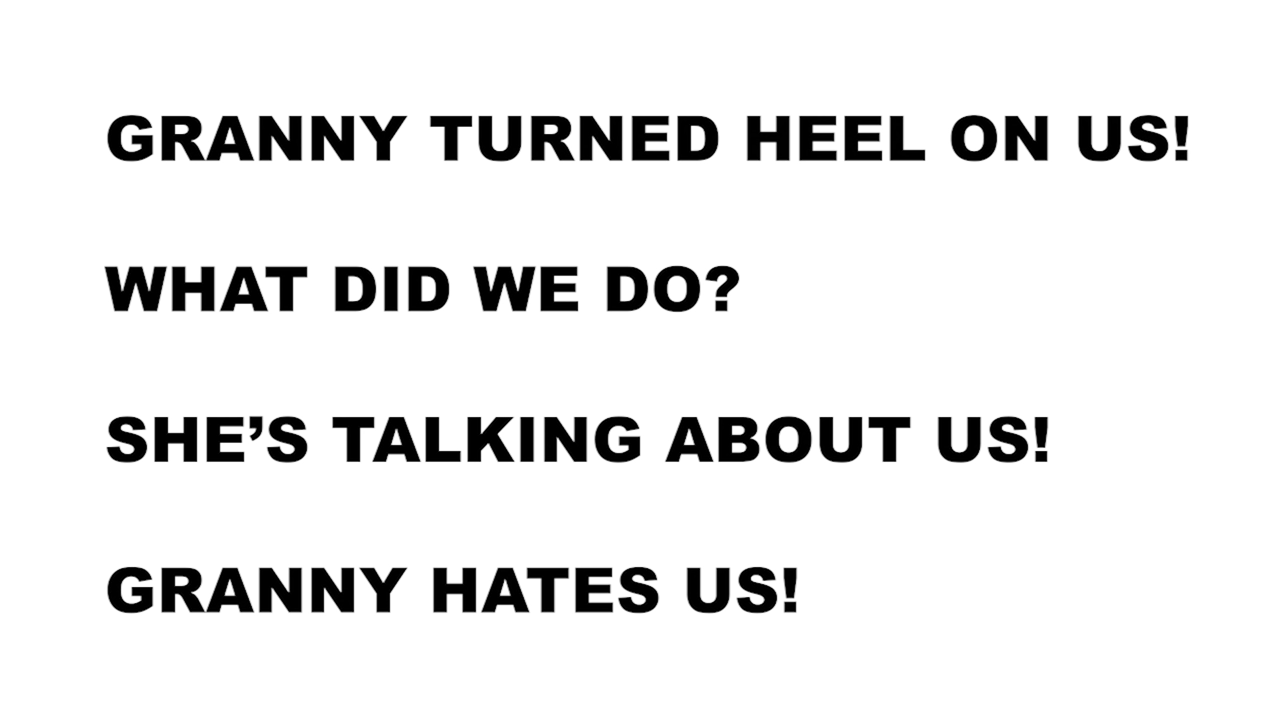 GRANNY TURNED HEEL ON US!
WHAT DID WE DO?
SHE’S TALKING ABOUT US!
GRANNY HATES US!